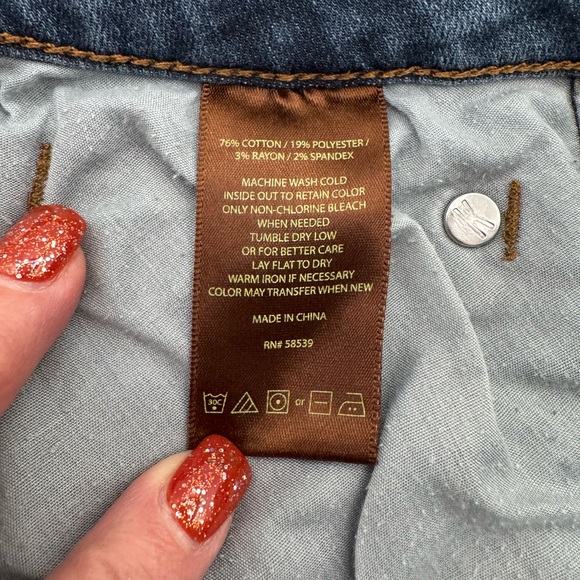 76% COTTON / 19% POLYESTER /
3% RAYON / 2% SPANDEX
MACHINE WASH COLD
INSIDE OUT TO RETAIN COLOR
ONLY NON-CHLORINE BLEACH
WHEN NEEDED
TUMBLE DRY LOW
OR FOR BETTER CARE
LAY FLAT TO DRY
WARM IRON IF NECESSARY
COLOR MAY TRANSFER WHEN NEW
MADE IN CHINA
RN# 58539
30C or